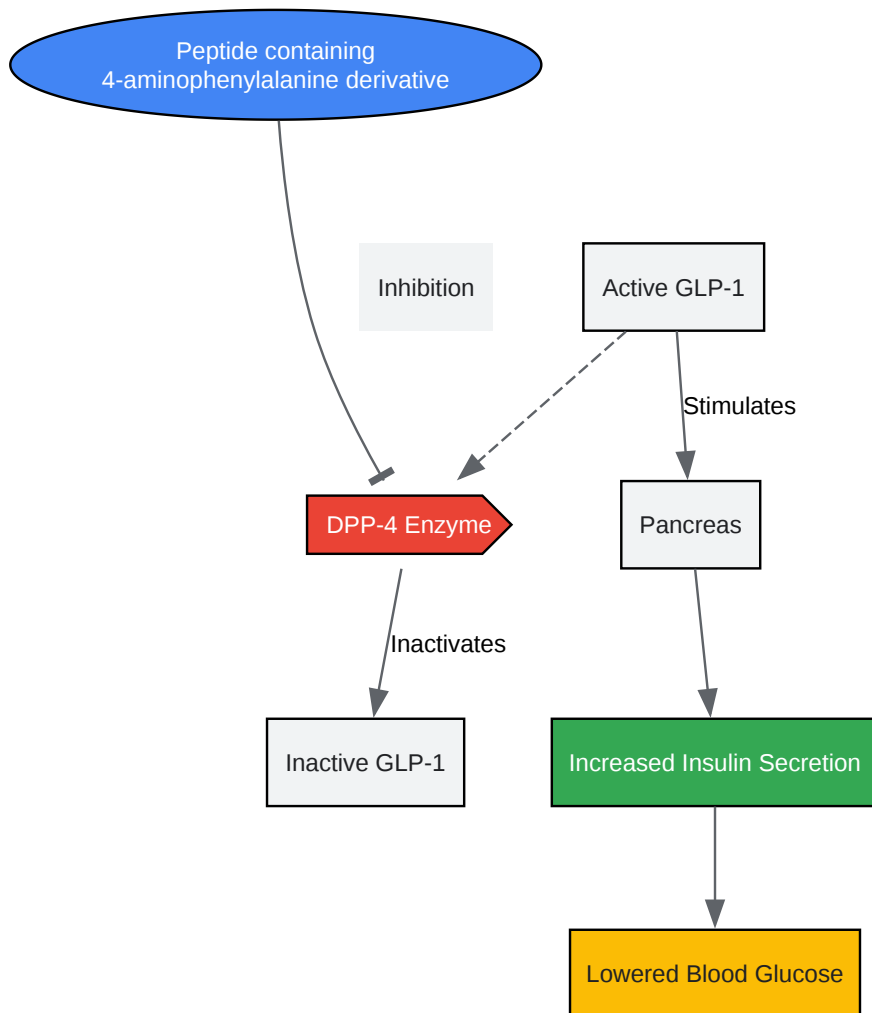 Peptide containing
4-aminophenylalanine derivative
Inhibition
Active GLP-1
Stimulates
DPP-4 Enzyme
Pancreas
Inactivates
Inactive GLP-1
Increased Insulin Secretion
Lowered Blood Glucose